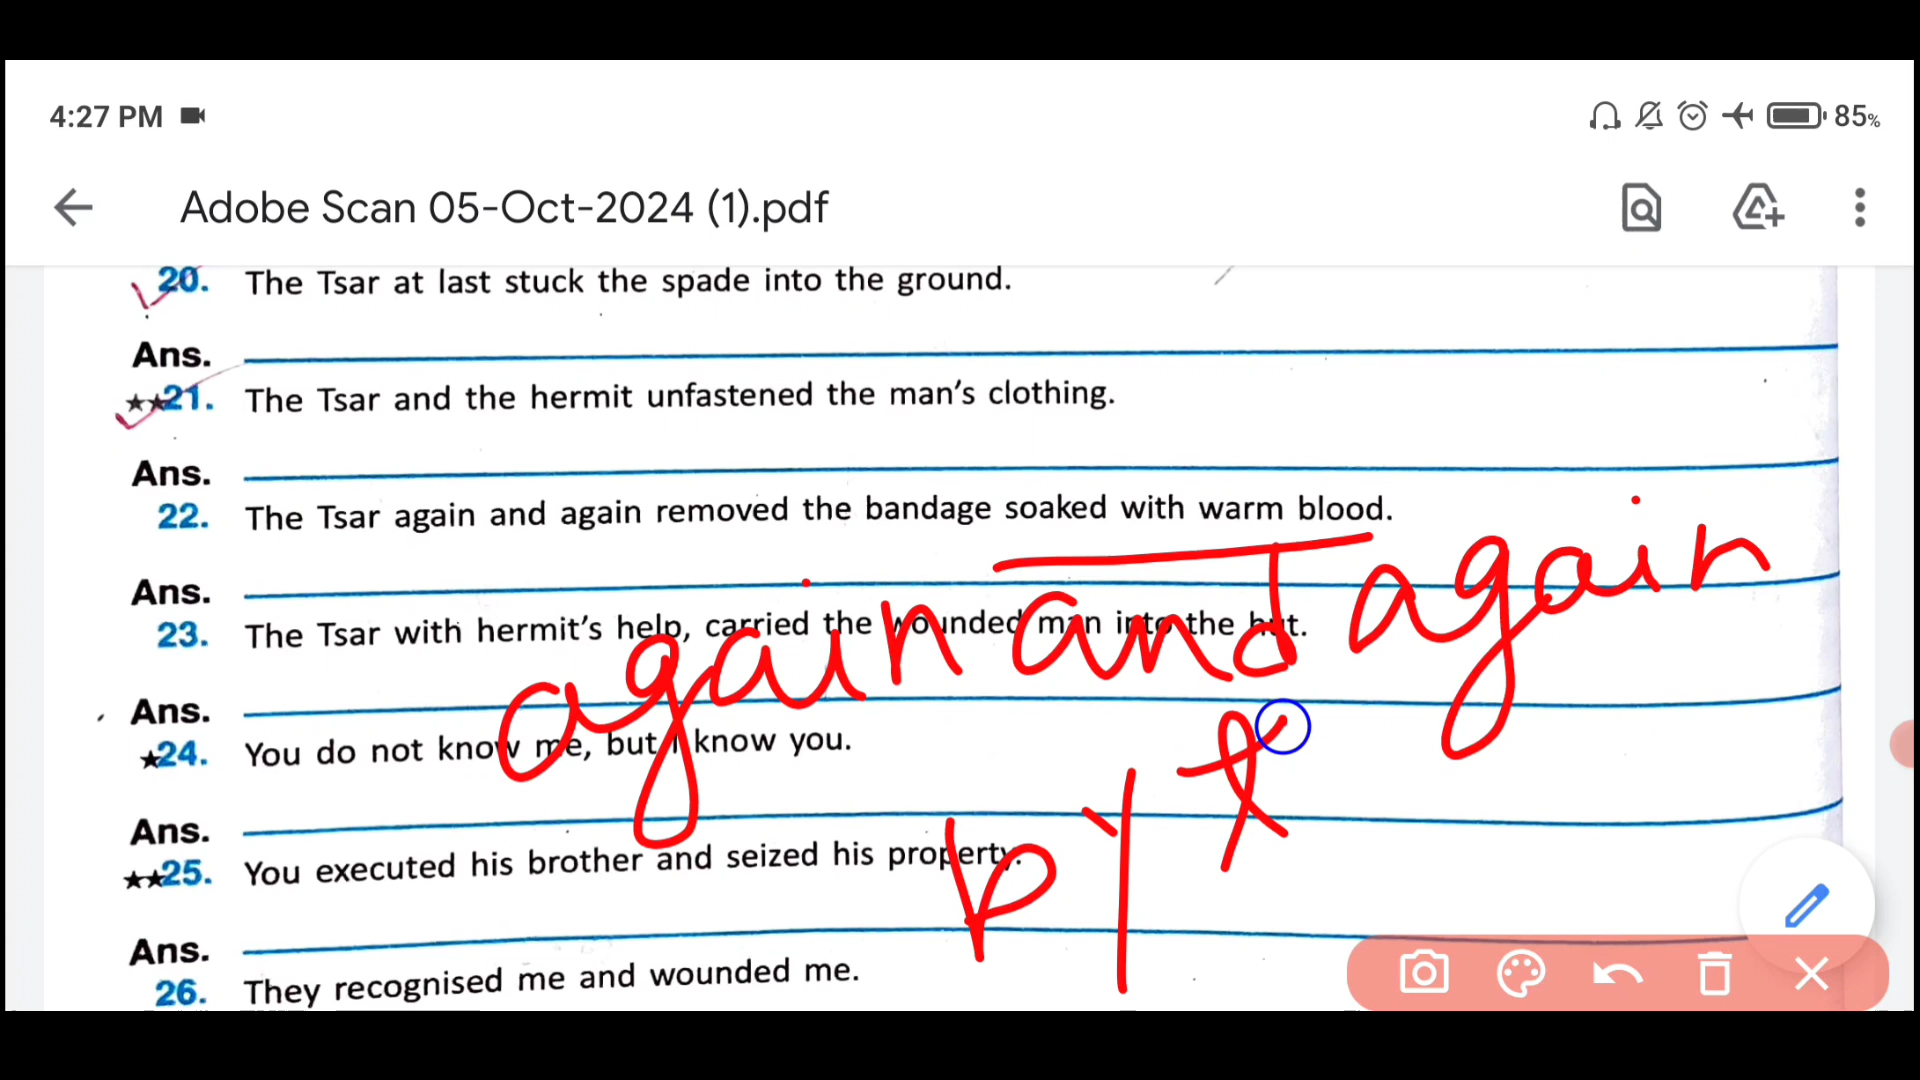 4:27 PM 85%
Adobe Scan 05-Oct-2024 (1).pdf
20. The Tsar at last stuck the spade into the ground.
Ans.
★★21. The Tsar and the hermit unfastened the man's clothing.
Ans.
22. The Tsar again and again removed the bandage soaked with warm blood.
again and again
Ans.
23. The Tsar with hermit's help, carried the wounded man into the hut.
Ans.
★24. You do not know me, but I know you.
by
Ans.
★★25. You executed his brother and seized his property.
Ans.
26. They recognised me and wounded me.